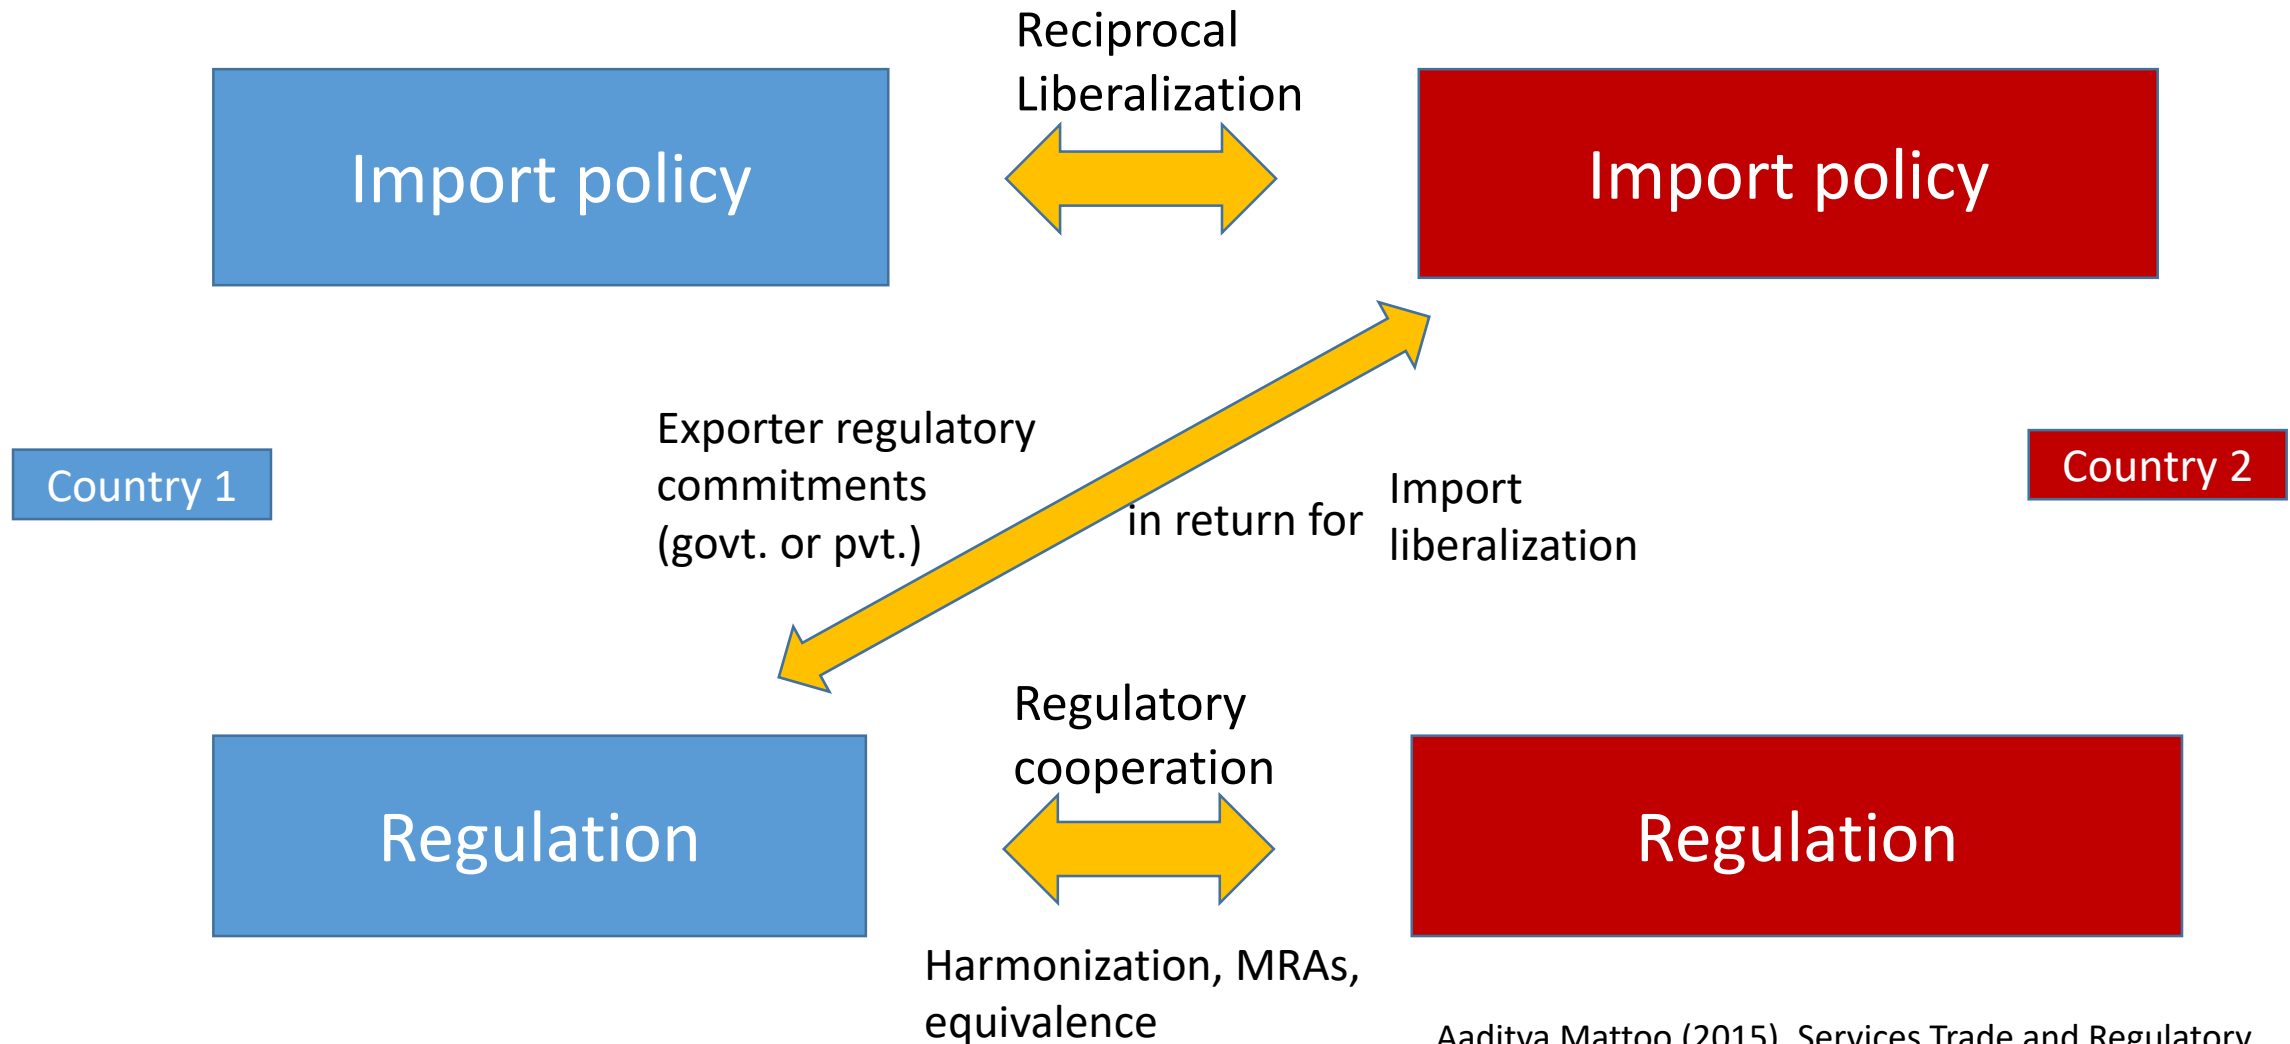 Reciprocal
Liberalization
Import policy
Import policy
Exporter regulatory
commitments
(govt. or pvt.)
in return for
Import
liberalization
Country 1
Country 2
Regulatory
cooperation
Regulation
Regulation
Harmonization, MRAs,
equivalence
Aaditya Mattoo (2015), Services Trade and Regulatory